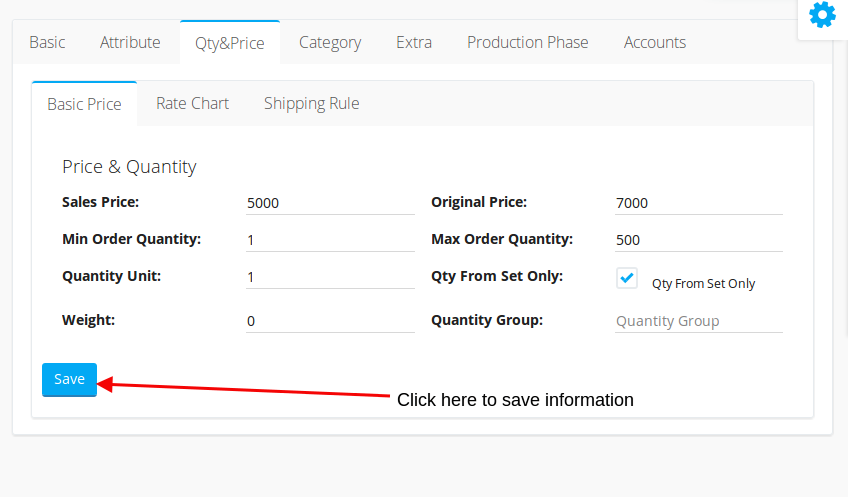 Basic Attribute Qty&Price Category Extra Production Phase Accounts
Basic Price Rate Chart Shipping Rule
Price & Quantity
Sales Price: 5000 Original Price: 7000
Min Order Quantity: 1 Max Order Quantity: 500
Quantity Unit: 1 Qty From Set Only: Qty From Set Only
Weight: 0 Quantity Group: Quantity Group
Save
Click here to save information